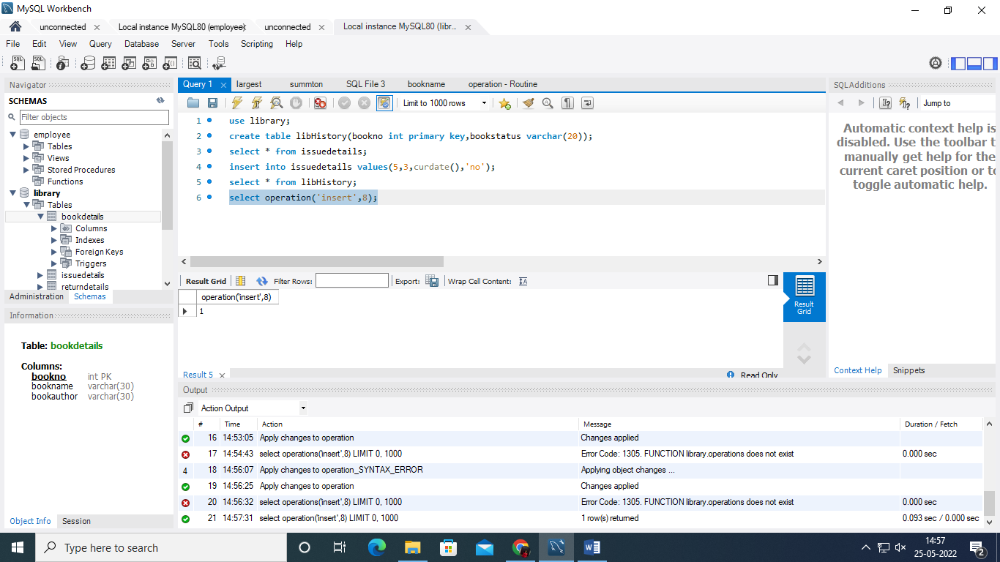 MySQL Workbench
unconnected
Local instance MySQL80 (employee)
unconnected
Local instance MySQL80 (libr...
File Edit View Query Database Server Tools Scripting Help
Navigator
SCHEMAS
Filter objects
employee
Tables
Views
Stored Procedures
Functions
library
Tables
bookdetails
Columns
Indexes
Foreign Keys
Triggers
issuedetails
returndetails
Administration Schemas
Information
Table: bookdetails
Columns:
bookno int PK
bookname varchar(30)
bookauthor varchar(30)
Object Info Session
Query 1 largest summton SQL File 3 bookname operation - Routine
Limit to 1000 rows
1 use library;
2 create table libHistory(bookno int primary key,bookstatus varchar(20));
3 select * from issuedetails;
4 insert into issuedetails values(5,3,curdate(),'no');
5 select * from libHistory;
6 select operation('insert',8);
Result Grid Filter Rows: Export: Wrap Cell Content:
operation('insert',8)
1
Result Grid
Result 5
Read Only
SQLAdditions
Jump to
Automatic context help is
disabled. Use the toolbar t
manually get help for the
current caret position or to
toggle automatic help.
Context Help Snippets
Output
Action Output
# Time Action Message Duration / Fetch
16 14:53:05 Apply changes to operation Changes applied
17 14:54:43 select operations('insert',8) LIMIT 0, 1000 Error Code: 1305. FUNCTION library.operations does not exist 0.000 sec
4 18 14:56:07 Apply changes to operation_SYNTAX_ERROR Applying object changes ...
19 14:56:25 Apply changes to operation Changes applied
20 14:56:32 select operations('insert',8) LIMIT 0, 1000 Error Code: 1305. FUNCTION library.operations does not exist 0.000 sec
21 14:57:31 select operation('insert',8) LIMIT 0, 1000 1 row(s) returned 0.093 sec / 0.000 sec
Type here to search
14:57
25-05-2022
2